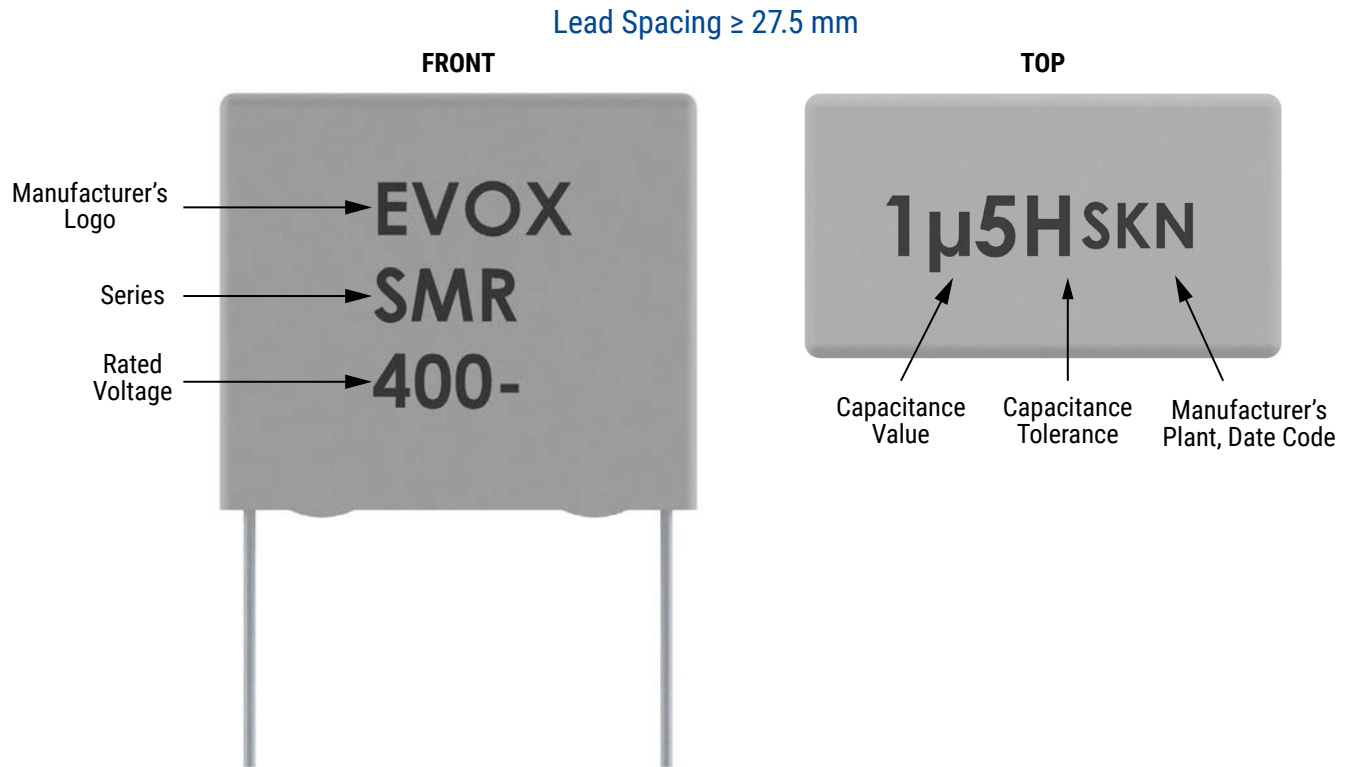 Lead Spacing ≥ 27.5 mm
FRONT
Manufacturer's
Logo
EVOX
Series
SMR
Rated
Voltage
400-
TOP
1µ5H SKN
Capacitance
Value
Capacitance
Tolerance
Manufacturer's
Plant, Date Code